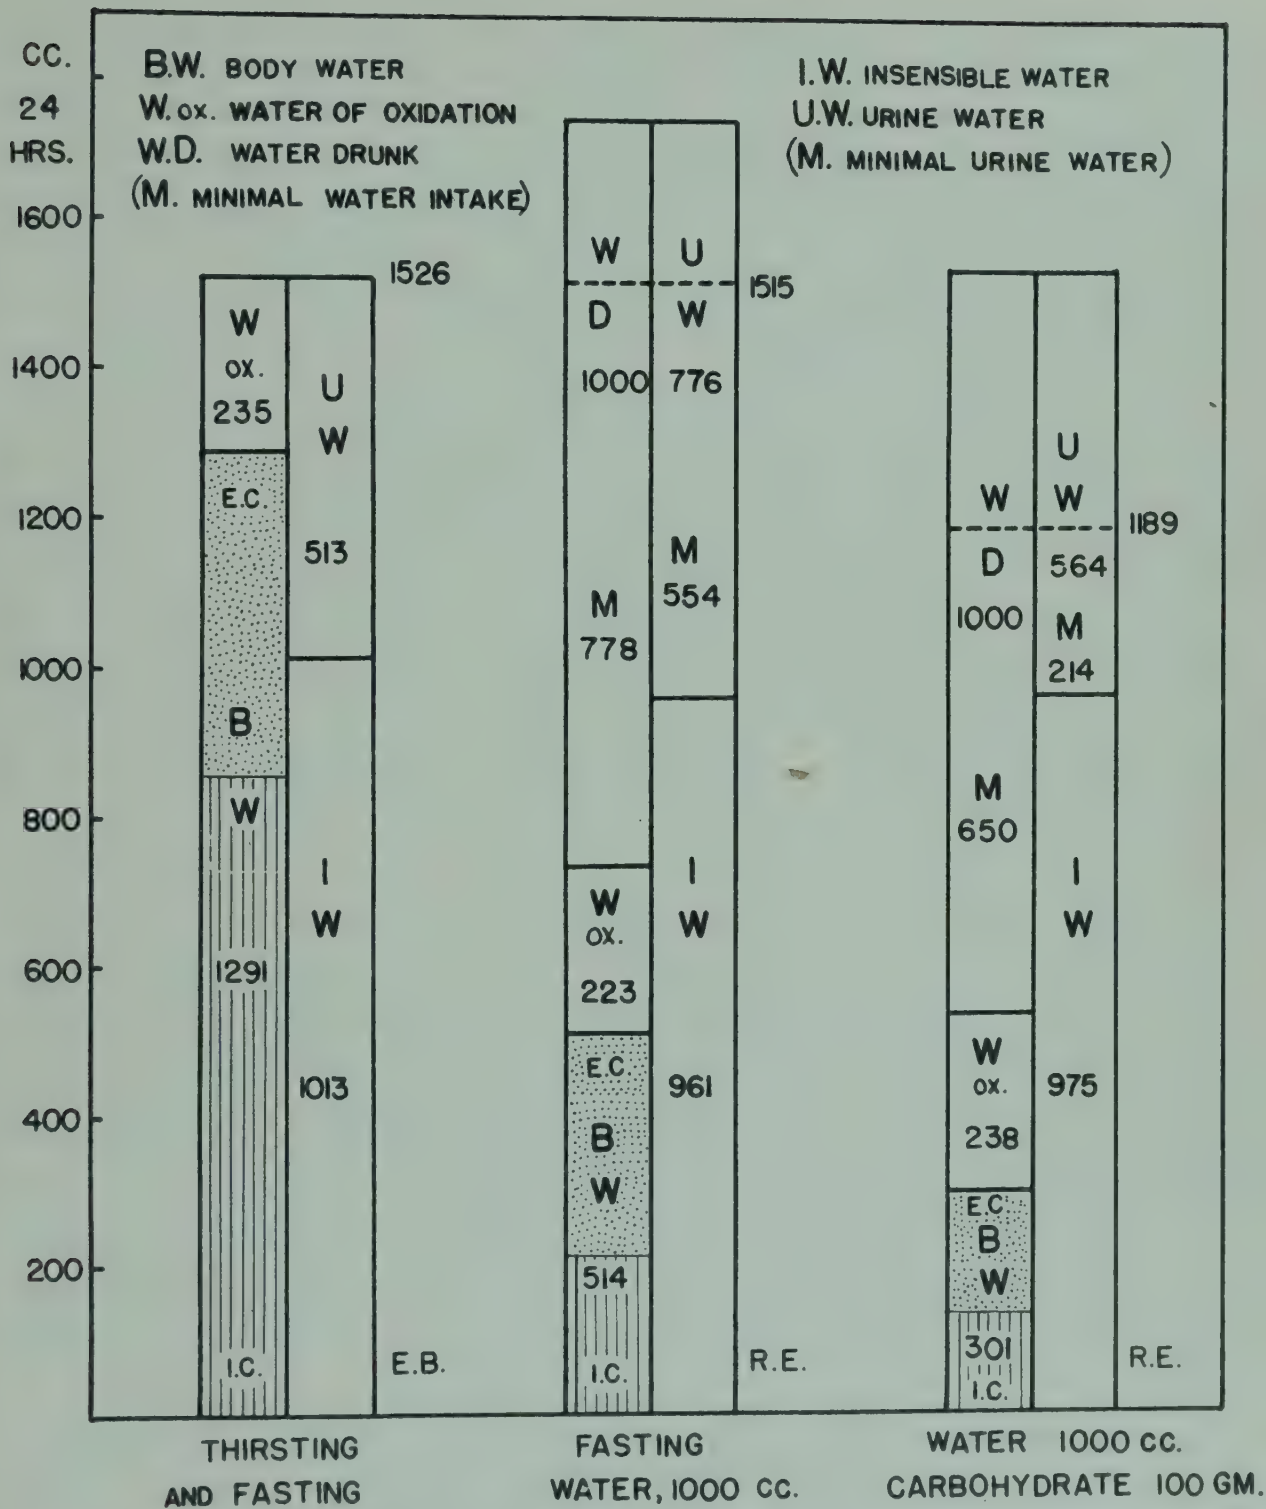 CC.
24
HRS.
B.W. BODY WATER
W.OX. WATER OF OXIDATION
W.D. WATER DRUNK
(M. MINIMAL WATER INTAKE)
I.W. INSENSIBLE WATER
U.W. URINE WATER
(M. MINIMAL URINE WATER)
1600
1400
1200
1000
800
600
400
200
W
OX.
235
E.C.
B
W
1291
I.C.
U
W
513
I
W
1013
1526
E.B.
W
D
1000
M
778
W
OX.
223
E.C.
B
W
514
I.C.
U
W
776
M
554
I
W
961
1515
R.E.
W
D
1000
M
650
W
OX.
238
E.C.
B
W
301
I.C.
U
W
564
M
214
I
W
975
1189
R.E.
THIRSTING
AND FASTING
FASTING
WATER, 1000 CC.
WATER 1000 CC.
CARBOHYDRATE 100 GM.